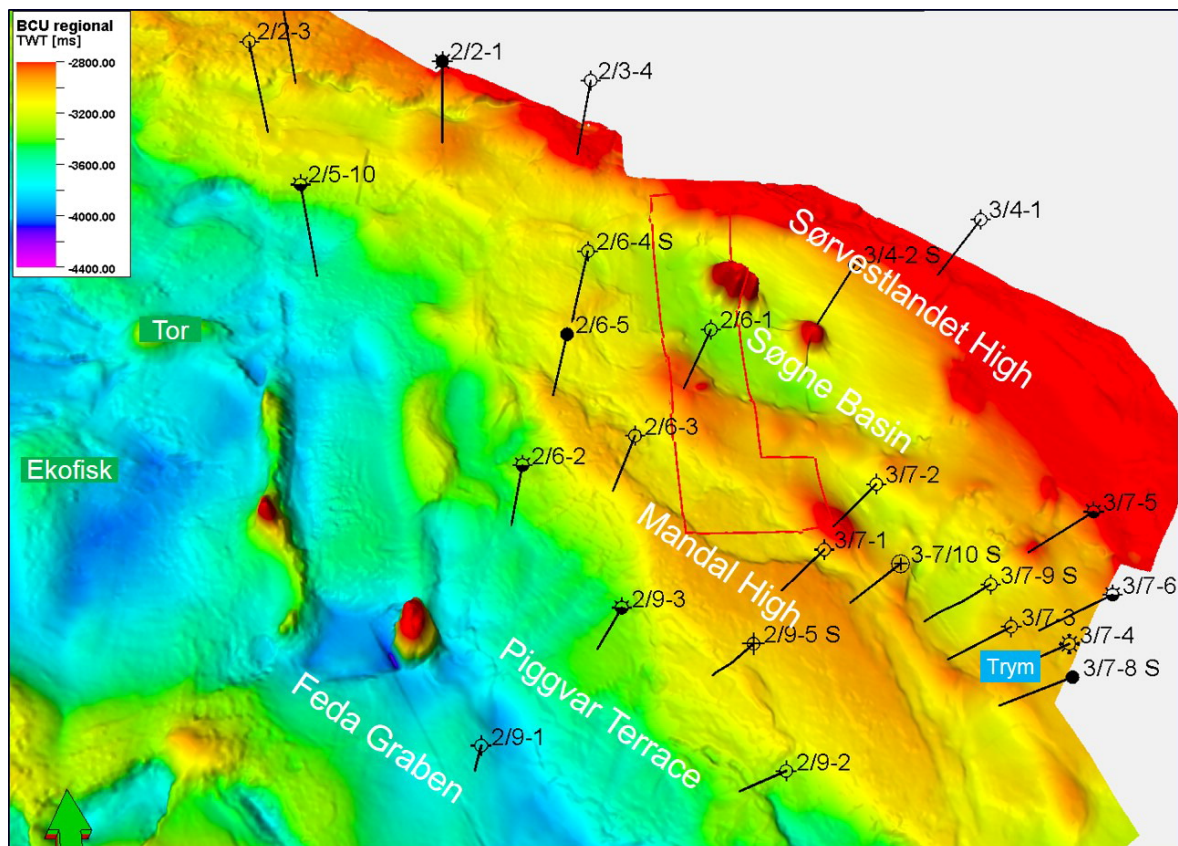 BCU regional
TWT [ms]
-2800.00
-3200.00
-3600.00
-4000.00
-4400.00
2/2-3
2/2-1
2/3-4
2/5-10
3/4-1
2/6-4 S
3/4-2 S
Sørvestlandet High
2/6-5
2/6-1
Tor
Søgne Basin
2/6-3
Ekofisk
2/6-2
3/7-2
3/7-5
Mandal High
3/7-1
3-7/10 S
3/7-9 S
3/7-6
2/9-3
3/7-3
2/9-5 S
3/7-4
Trym
3/7-8 S
Piggvar Terrace
Feda Graben
2/9-1
2/9-2